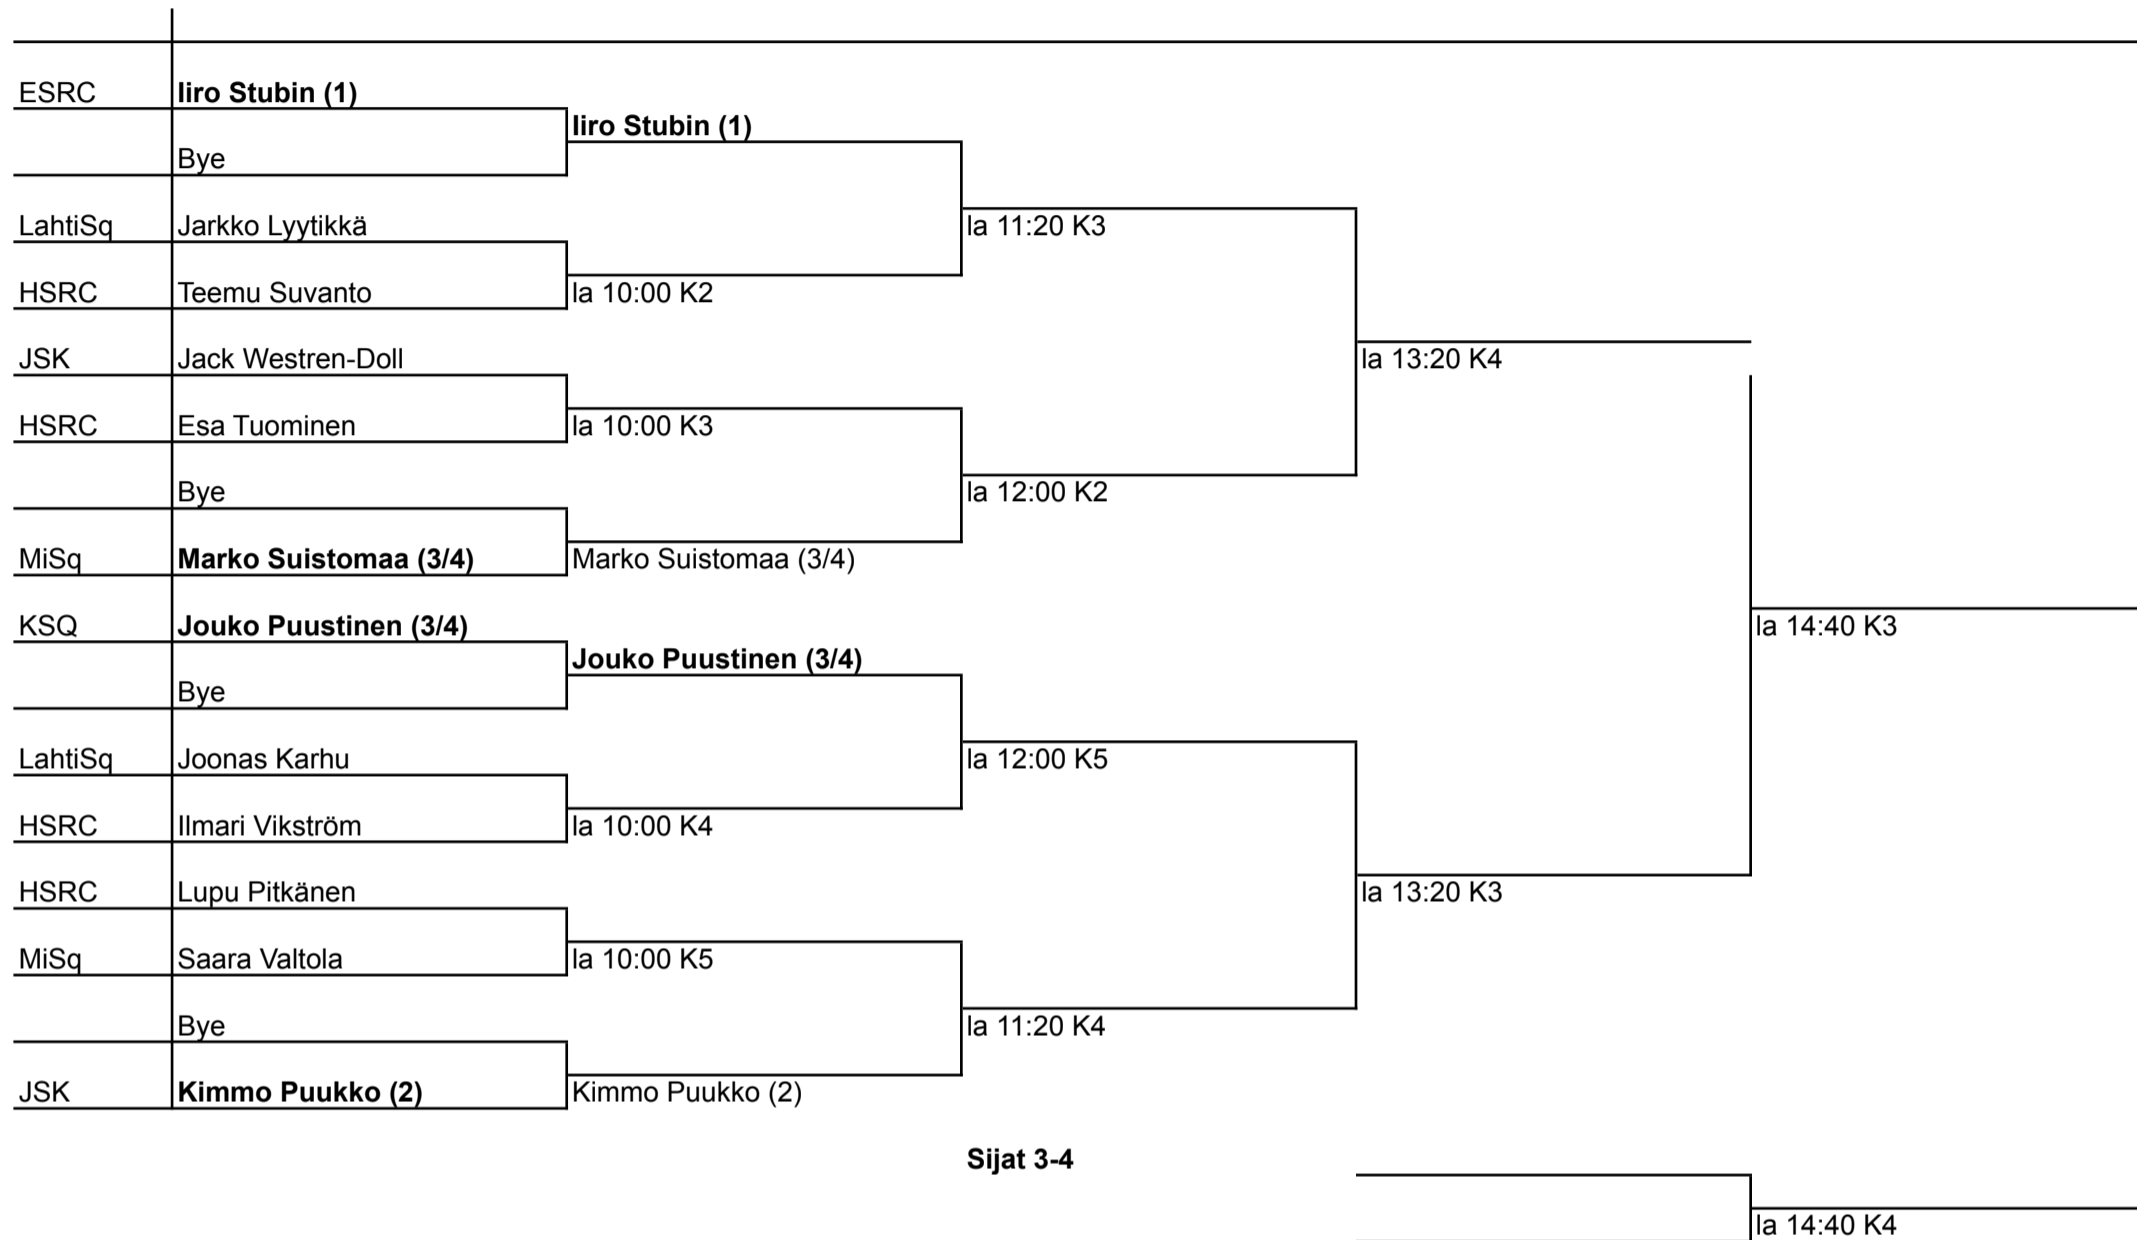 ESRC Iiro Stubin (1)
Iiro Stubin (1)
Bye
LahtiSq Jarkko Lyytikkä la 11:20 K3
HSRC Teemu Suvanto la 10:00 K2
JSK Jack Westren-Doll la 13:20 K4
HSRC Esa Tuominen la 10:00 K3
Bye la 12:00 K2
MiSq Marko Suistomaa (3/4) Marko Suistomaa (3/4)
KSQ Jouko Puustinen (3/4) la 14:40 K3
Jouko Puustinen (3/4)
Bye
LahtiSq Joonas Karhu la 12:00 K5
HSRC Ilmari Vikström la 10:00 K4
HSRC Lupu Pitkänen la 13:20 K3
MiSq Saara Valtola la 10:00 K5
Bye la 11:20 K4
JSK Kimmo Puukko (2) Kimmo Puukko (2)
Sijat 3-4
la 14:40 K4